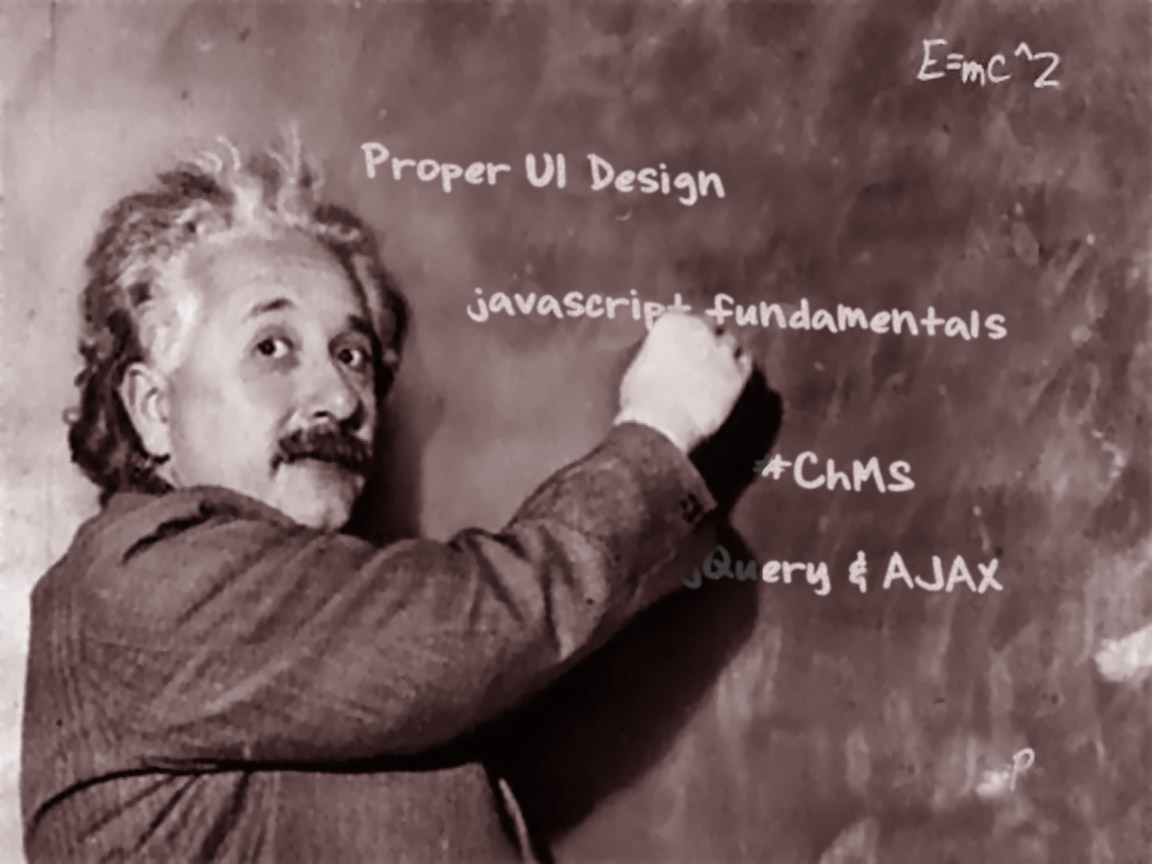 E=mc^2
Proper UI Design
javascript fundamentals
#ChMS
jQuery & AJAX
P